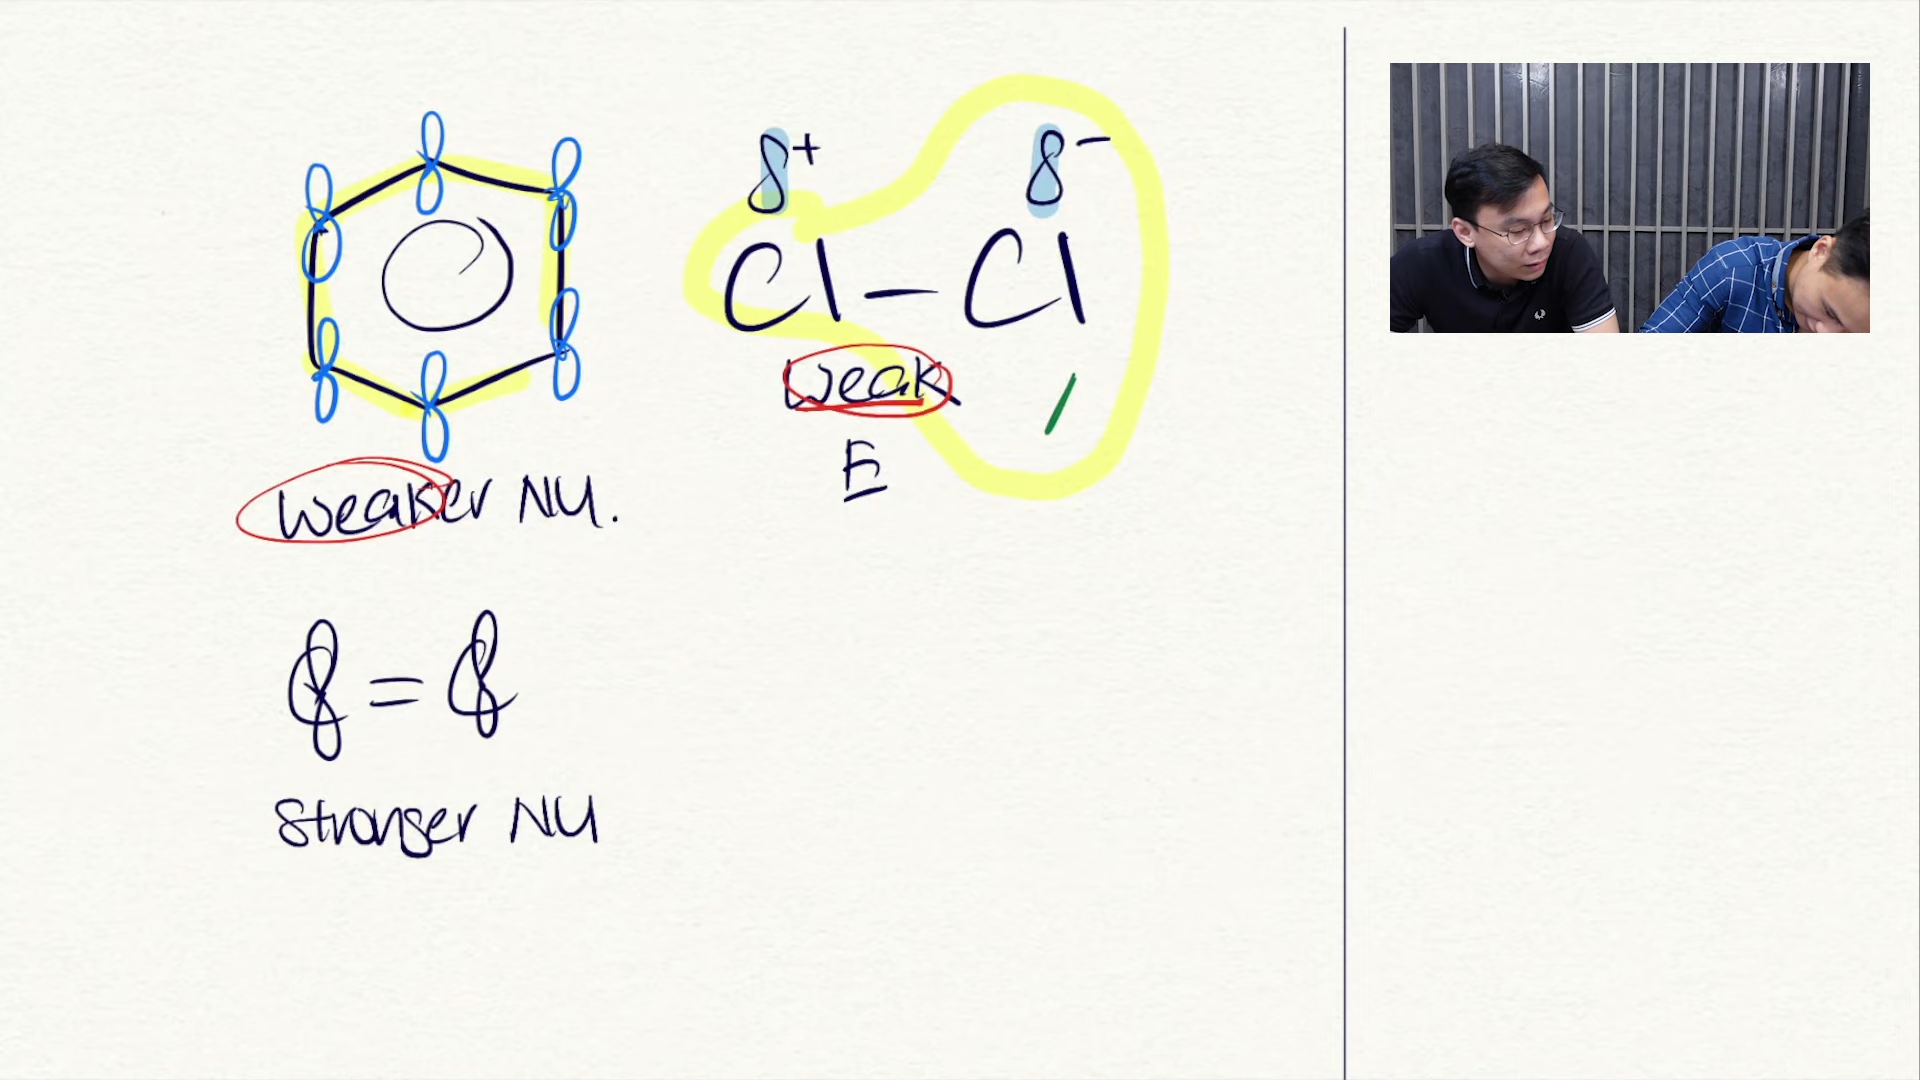 δ+ δ−
Cl – Cl
weak
E
weaker NU.
C = C
Stronger NU